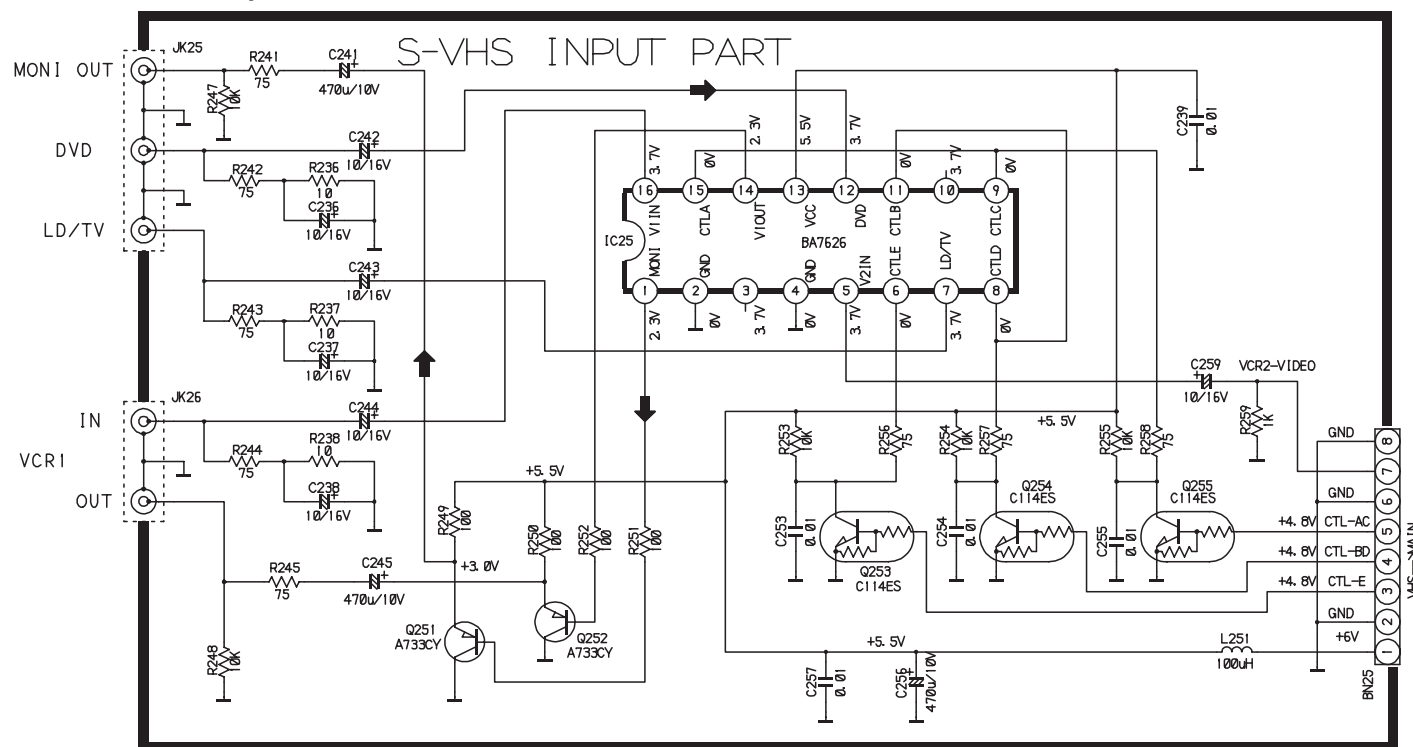 S-VHS INPUT PART
JK25
MONI OUT
R241
75
C241
470u/10V
R247
10K
DVD
C242
10/16V
R242
75
R236
10
C236
10/16V
LD/TV
C243
10/16V
R243
75
R237
10
C237
10/16V
JK26
IN
VCR1
OUT
C244
10/16V
R244
75
R238
10
C238
10/16V
R245
75
C245
470u/10V
R248
10K
R249
100
+5.5V
R250
100
R252
100
R251
100
+3.0V
Q251
A733CY
Q252
A733CY
C239
0.01
3.7V
0V
2.3V
5.5V
3.7V
0V
3.7V
0V
16
15
14
13
12
11
10
9
V1IN
CTLA
V1OUT
VCC
DVD
CTLB
CTLC
IC25
BA7626
MONI
GND
GND
V2IN
CTLE
LD/TV
CTLD
1
2
3
4
5
6
7
8
2.3V
0V
3.7V
0V
3.7V
0V
3.7V
0V
C259
10/16V
VCR2-VIDEO
R259
1K
+5.5V
R253
10K
R256
75
R254
10K
R257
75
R255
10K
R258
75
C253
0.01
Q253
C114ES
C254
0.01
Q254
C114ES
C255
0.01
Q255
C114ES
GND
8
7
GND
6
+4.8V CTL-AC
5
+4.8V CTL-BD
4
+4.8V CTL-E
3
GND
2
+6V
1
VHS->MAIN
BN25
+5.5V
L251
100uH
C257
0.01
C256
470u/10V